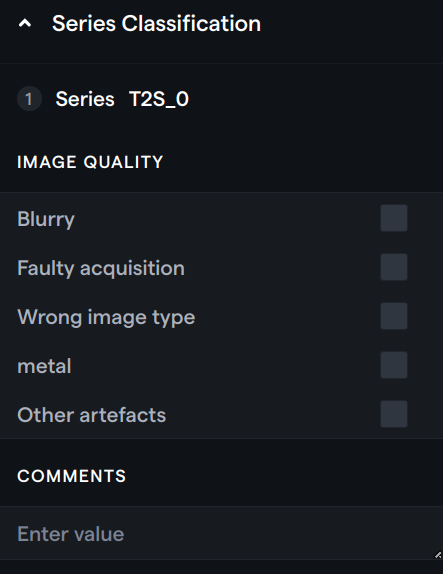 Series Classification
1 Series T2S_0
IMAGE QUALITY
Blurry
Faulty acquisition
Wrong image type
metal
Other artefacts
COMMENTS
Enter value